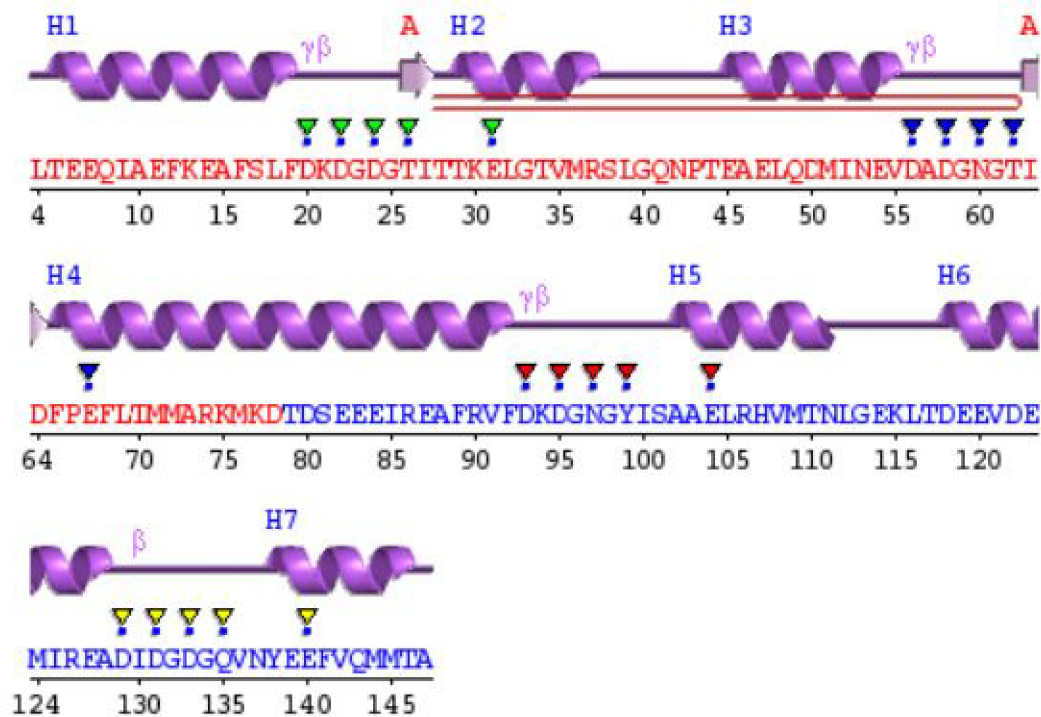 H1 γβ A H2 H3 γβ A
LTEEQIAEFKEAFSLFDKDGDGTITTKELGTVMRSLGQNPTEAELQDMINEVDADGNGTI
4 10 15 20 25 30 35 40 45 50 55 60
H4 γβ H5 H6
DFPEFLTMMARKMKDTDSEEEIREAFRVFDKDGNGYISAAELRHVMTNLGEKLTDEEVDE
64 70 75 80 85 90 95 100 105 110 115 120
β H7
MIREADIDGDGQVNYEEFVQMMTA
124 130 135 140 145